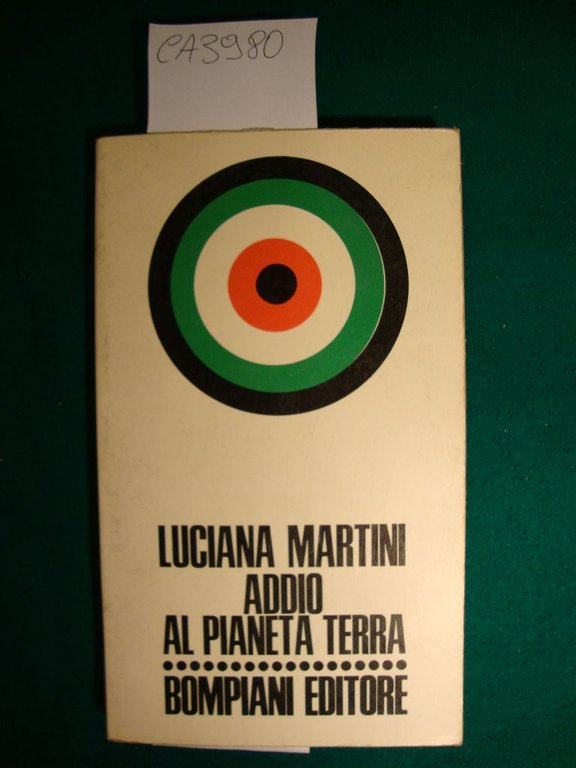 CA3980
LUCIANA MARTINI
ADDIO
AL PIANETA TERRA
BOMPIANI EDITORE